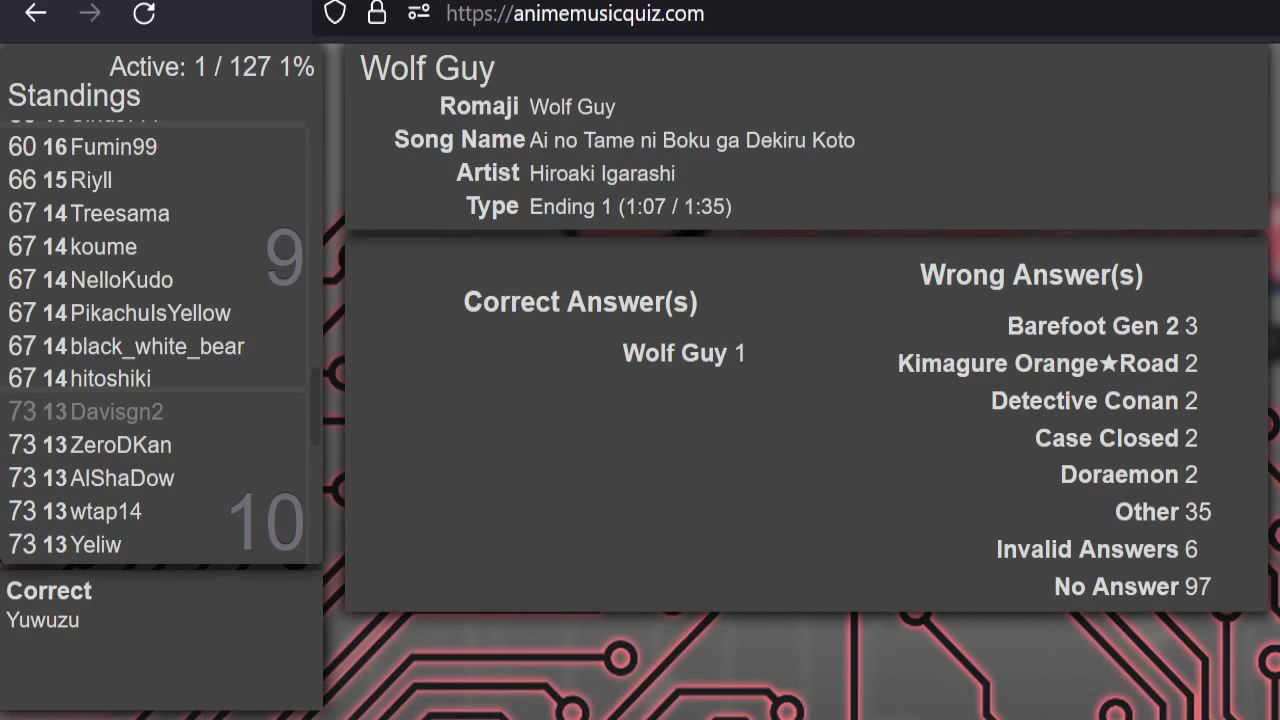 https://animemusicquiz.com
Active: 1 / 127 1%
Standings
60 16 Fumin99
66 15 Riyll
67 14 Treesama
67 14 koume
9
67 14 NelloKudo
67 14 PikachuIsYellow
67 14 black_white_bear
67 14 hitoshiki
73 13 Davisgn2
73 13 ZeroDKan
73 13 AlShaDow
73 13 wtap14
10
73 13 Yeliw
Correct
Yuwuzu
Wolf Guy
Romaji Wolf Guy
Song Name Ai no Tame ni Boku ga Dekiru Koto
Artist Hiroaki Igarashi
Type Ending 1 (1:07 / 1:35)
Correct Answer(s)
Wolf Guy 1
Wrong Answer(s)
Barefoot Gen 2 3
Kimagure Orange★Road 2
Detective Conan 2
Case Closed 2
Doraemon 2
Other 35
Invalid Answers 6
No Answer 97